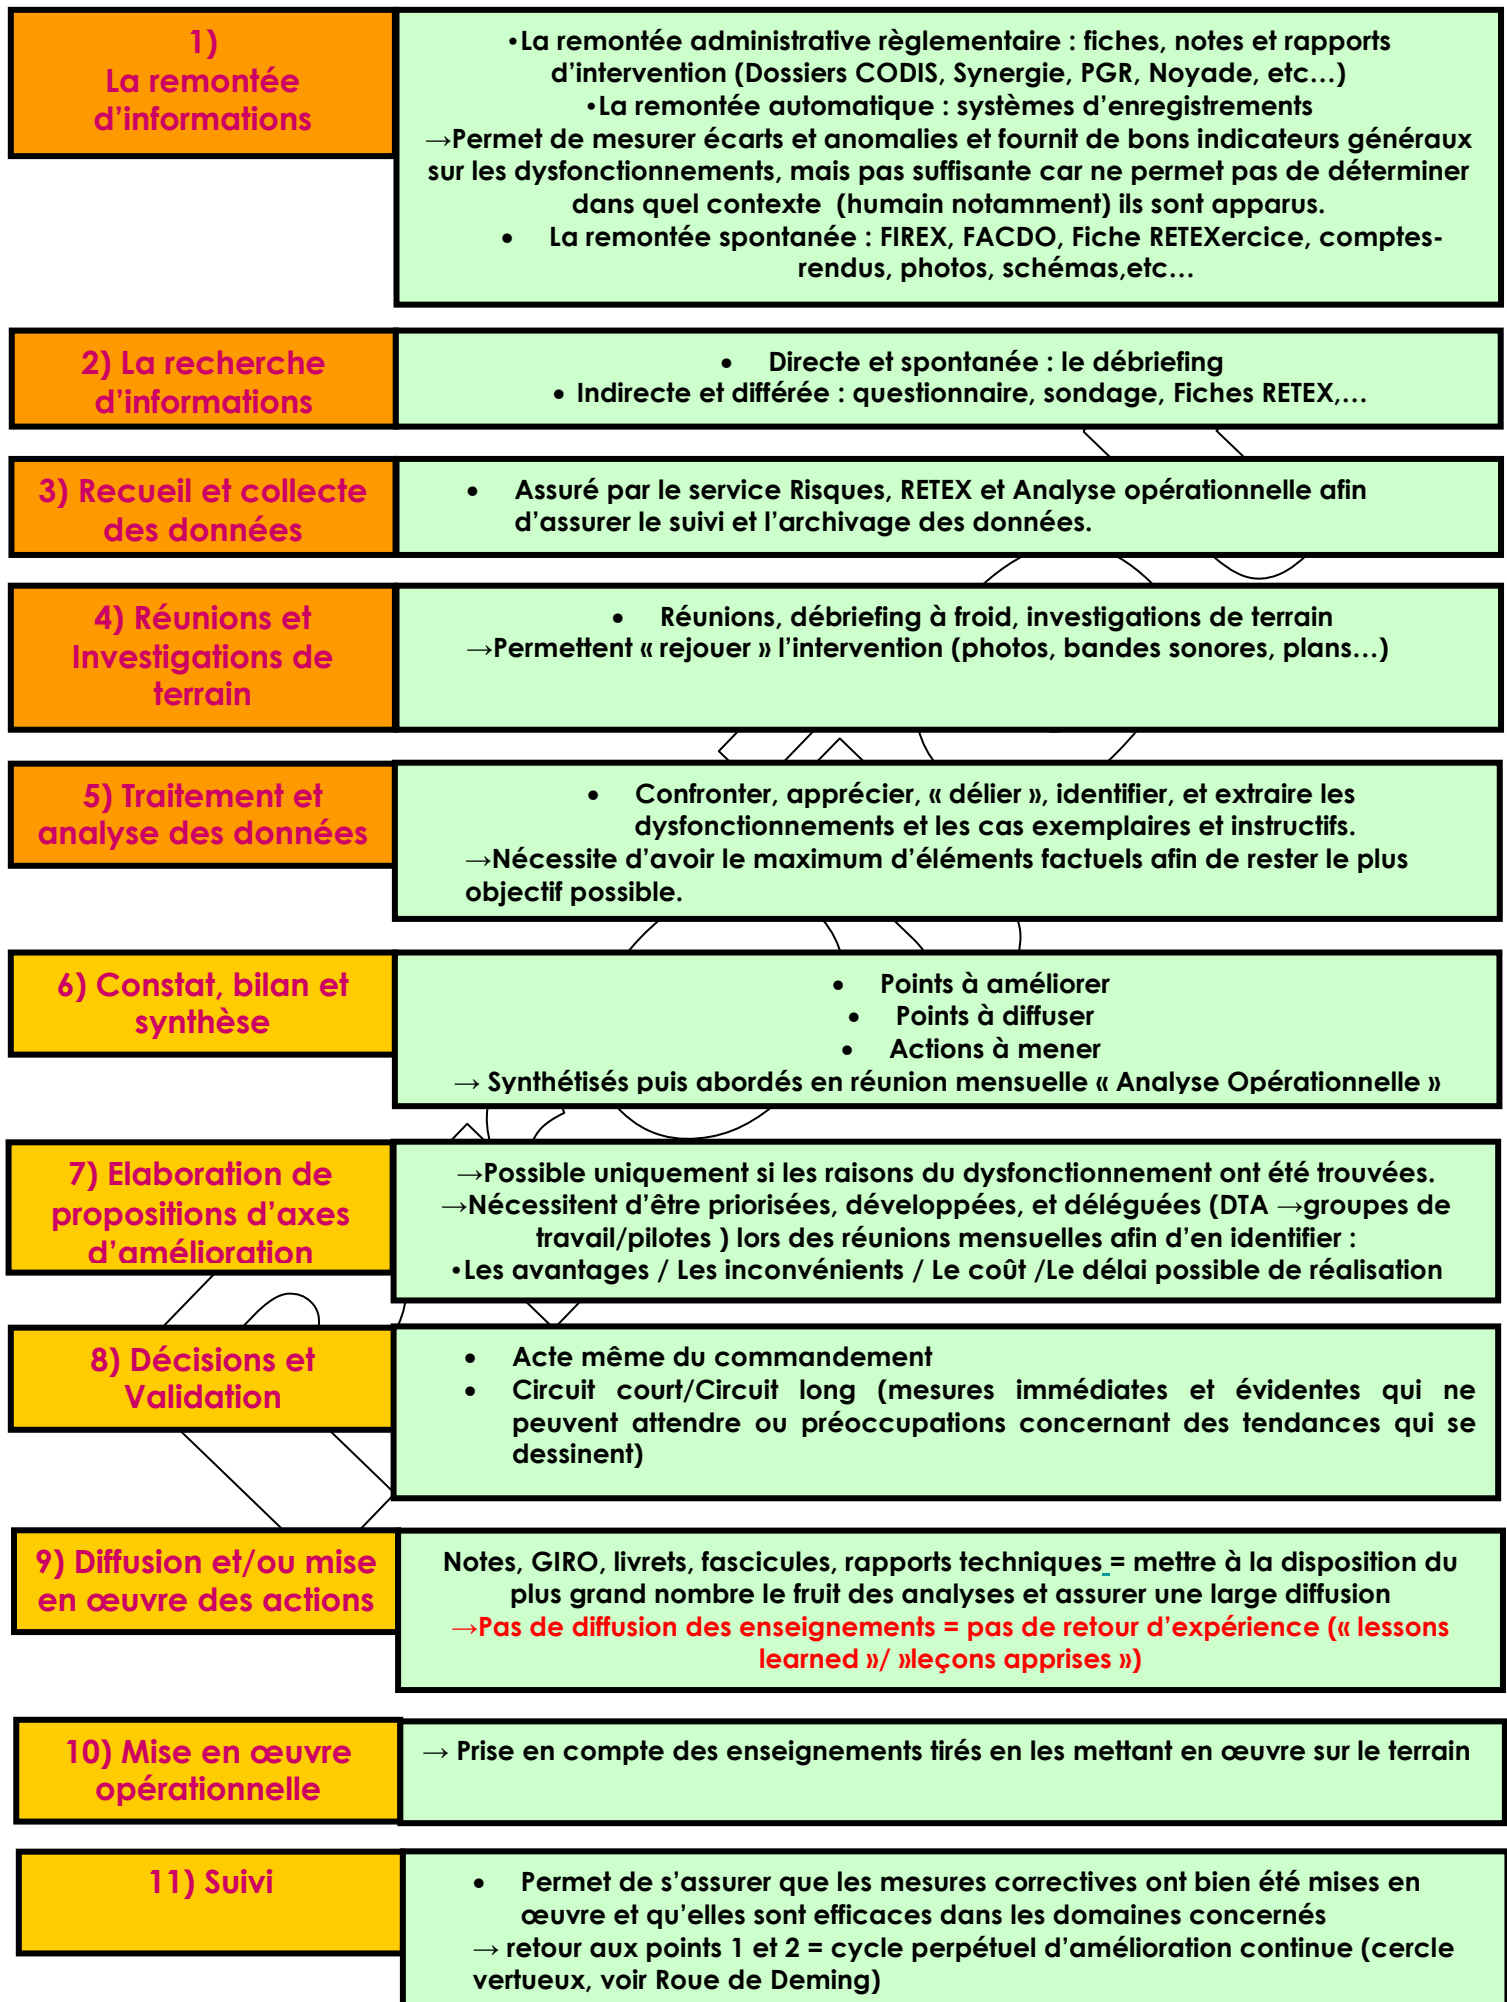 1)
La remontée
d'informations
•La remontée administrative règlementaire : fiches, notes et rapports
d'intervention (Dossiers CODIS, Synergie, PGR, Noyade, etc…)
•La remontée automatique : systèmes d'enregistrements
→Permet de mesurer écarts et anomalies et fournit de bons indicateurs généraux
sur les dysfonctionnements, mais pas suffisante car ne permet pas de déterminer
dans quel contexte (humain notamment) ils sont apparus.
• La remontée spontanée : FIREX, FACDO, Fiche RETEXercice, comptes-
rendus, photos, schémas,etc…
2) La recherche
d'informations
• Directe et spontanée : le débriefing
• Indirecte et différée : questionnaire, sondage, Fiches RETEX,…
3) Recueil et collecte
des données
• Assuré par le service Risques, RETEX et Analyse opérationnelle afin
d'assurer le suivi et l'archivage des données.
4) Réunions et
Investigations de
terrain
• Réunions, débriefing à froid, investigations de terrain
→Permettent « rejouer » l'intervention (photos, bandes sonores, plans…)
5) Traitement et
analyse des données
• Confronter, apprécier, « délier », identifier, et extraire les
dysfonctionnements et les cas exemplaires et instructifs.
→Nécessite d'avoir le maximum d'éléments factuels afin de rester le plus
objectif possible.
6) Constat, bilan et
synthèse
• Points à améliorer
• Points à diffuser
• Actions à mener
→ Synthétisés puis abordés en réunion mensuelle « Analyse Opérationnelle »
7) Elaboration de
propositions d'axes
d'amélioration
→Possible uniquement si les raisons du dysfonctionnement ont été trouvées.
→Nécessitent d'être priorisées, développées, et déléguées (DTA →groupes de
travail/pilotes ) lors des réunions mensuelles afin d'en identifier :
•Les avantages / Les inconvénients / Le coût /Le délai possible de réalisation
8) Décisions et
Validation
• Acte même du commandement
• Circuit court/Circuit long (mesures immédiates et évidentes qui ne
peuvent attendre ou préoccupations concernant des tendances qui se
dessinent)
9) Diffusion et/ou mise
en œuvre des actions
Notes, GIRO, livrets, fascicules, rapports techniques = mettre à la disposition du
plus grand nombre le fruit des analyses et assurer une large diffusion
→Pas de diffusion des enseignements = pas de retour d'expérience (« lessons
learned »/ »leçons apprises »)
10) Mise en œuvre
opérationnelle
→ Prise en compte des enseignements tirés en les mettant en œuvre sur le terrain
11) Suivi
• Permet de s'assurer que les mesures correctives ont bien été mises en
œuvre et qu'elles sont efficaces dans les domaines concernés
→ retour aux points 1 et 2 = cycle perpétuel d'amélioration continue (cercle
vertueux, voir Roue de Deming)